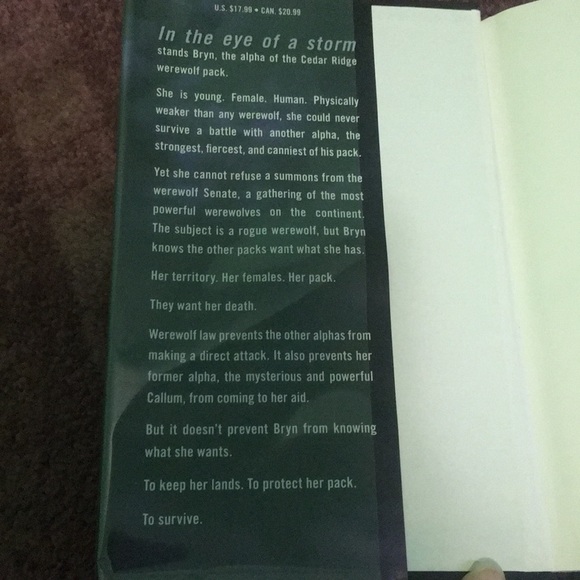 U.S. $17.99 • CAN. $20.99
In the eye of a storm
stands Bryn, the alpha of the Cedar Ridge
werewolf pack.
She is young. Female. Human. Physically
weaker than any werewolf, she could never
survive a battle with another alpha, the
strongest, fiercest, and canniest of his pack.
Yet she cannot refuse a summons from the
werewolf Senate, a gathering of the most
powerful werewolves on the continent.
The subject is a rogue werewolf, but Bryn
knows the other packs want what she has.
Her territory. Her females. Her pack.
They want her death.
Werewolf law prevents the other alphas from
making a direct attack. It also prevents her
former alpha, the mysterious and powerful
Callum, from coming to her aid.
But it doesn't prevent Bryn from knowing
what she wants.
To keep her lands. To protect her pack.
To survive.